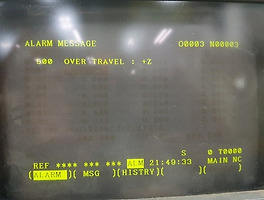 ALARM MESSAGE O0003 N00003
500 OVER TRAVEL : +Z
S 0 T0000
REF **** *** *** ALM 21:49:33 MAIN NC
(ALARM )( MSG )(HISTRY)( )( )